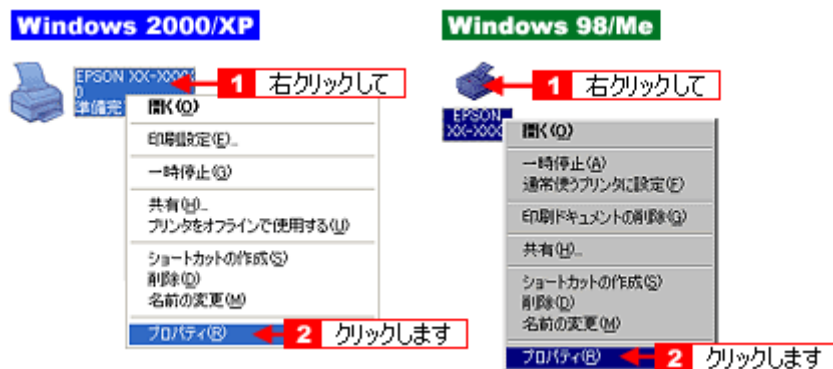 Windows 2000/XP
EPSON XX-XXXX
0
準備完
1 右クリックして
開く(O)
印刷設定(E)...
一時停止(G)
共有(H)...
プリンタをオフラインで使用する(U)
ショートカットの作成(S)
削除(D)
名前の変更(M)
プロパティ(R)
2 クリックします
Windows 98/Me
1 右クリックして
EPSON
XX-XXXX
開く(O)
一時停止(A)
通常使うプリンタに設定(F)
印刷ドキュメントの削除(G)
共有(H)...
ショートカットの作成(S)
削除(D)
名前の変更(M)
プロパティ(R)
2 クリックします